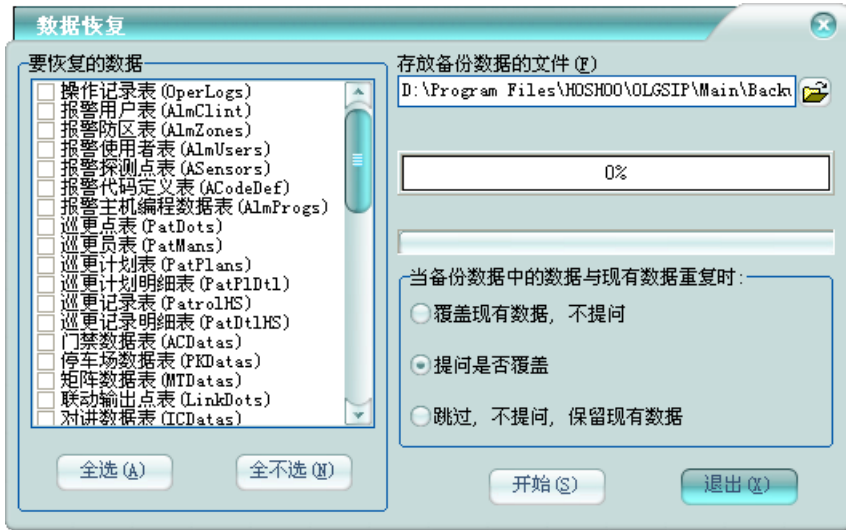 数据恢复
要恢复的数据
操作记录表(OperLogs)
报警用户表(AlmClint)
报警防区表(AlmZones)
报警使用者表(AlmUsers)
报警探测点表(ASensors)
报警代码定义表(ACodeDef)
报警主机编程数据表(AlmProgs)
巡更点表(PatDots)
巡更员表(PatMans)
巡更计划表(PatPlans)
巡更计划明细表(PatPlDtl)
巡更记录表(PatrolHS)
巡更记录明细表(PatDtlHS)
门禁数据表(ACDatas)
停车场数据表(PKDatas)
矩阵数据表(MTDatas)
联动输出点表(LinkDots)
对讲数据表(ICDatas)
全选(A)
全不选(N)
存放备份数据的文件(F)
D:\Program Files\HOSHOO\OLGSIP\Main\Back
0%
当备份数据中的数据与现有数据重复时:
覆盖现有数据, 不提问
提问是否覆盖
跳过, 不提问, 保留现有数据
开始(S)
退出(X)